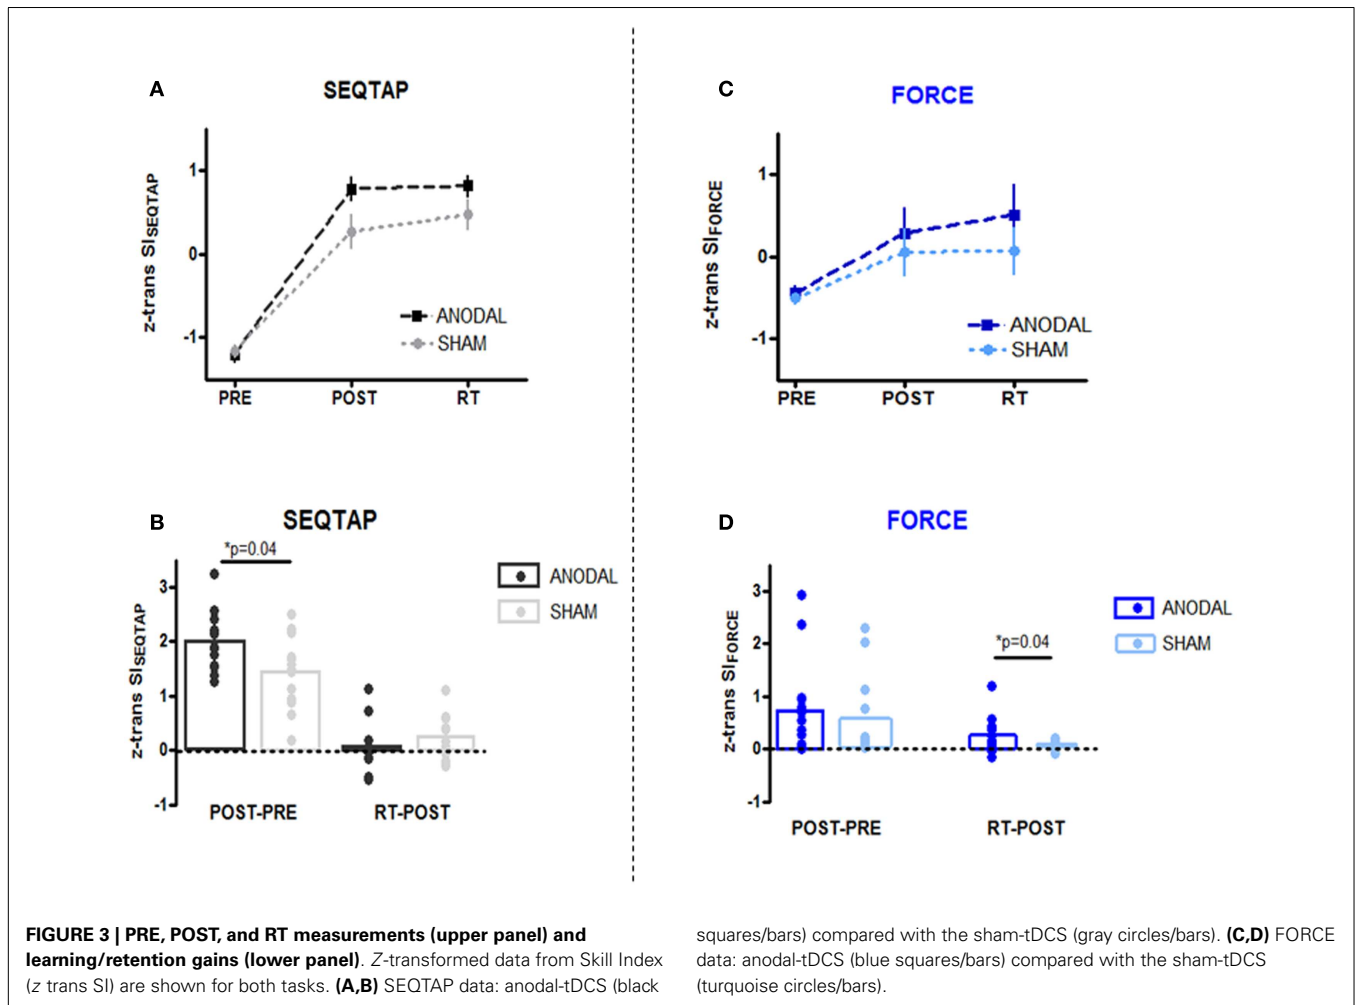 A
SEQTAP
z-trans SISEQTAP
1
0
-1
ANODAL
SHAM
PRE POST RT
C
FORCE
z-trans SIFORCE
1
0
-1
ANODAL
SHAM
PRE POST RT
B
SEQTAP
*p=0.04
z-trans SISEQTAP
3
2
1
0
-1
ANODAL
SHAM
POST-PRE RT-POST
D
FORCE
*p=0.04
z-trans SIFORCE
3
2
1
0
-1
ANODAL
SHAM
POST-PRE RT-POST
FIGURE 3 | PRE, POST, and RT measurements (upper panel) and
learning/retention gains (lower panel). Z-transformed data from Skill Index
(z trans SI) are shown for both tasks. (A,B) SEQTAP data: anodal-tDCS (black
squares/bars) compared with the sham-tDCS (gray circles/bars). (C,D) FORCE
data: anodal-tDCS (blue squares/bars) compared with the sham-tDCS
(turquoise circles/bars).